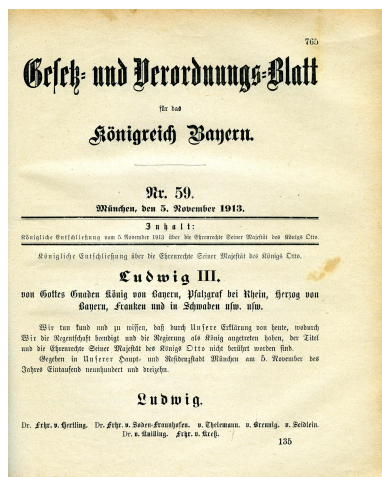 765
Gesetz- und Verordnungs-Blatt
für das
Königreich Bayern.
Nr. 59.
München, den 5. November 1913.
Inhalt:
Königliche Entschließung vom 5. November 1913 über die Ehrenrechte Seiner Majestät des Königs Otto.
Königliche Entschließung über die Ehrenrechte Seiner Majestät des Königs Otto.
Ludwig III.
von Gottes Gnaden König von Bayern, Pfalzgraf bei Rhein, Herzog von
Bayern, Franken und in Schwaben usw. usw.
Wir tun kund und zu wissen, daß durch Unsere Erklärung von heute, wodurch
Wir die Regentschaft beendigt und die Regierung als König angetreten haben, der Titel
und die Ehrenrechte Seiner Majestät des Königs Otto nicht berührt worden sind.
Gegeben in Unserer Haupt- und Residenzstadt München am 5. November des
Jahres Eintausend neunhundert und dreizehn.
Ludwig.
Dr. Frhr. v. Hertling. Dr. Frhr. v. Soden-Fraunhofen. v. Thelemann. v. Breunig. v. Seidlein.
Dr. v. Knilling. Frhr. v. Kreß.
135